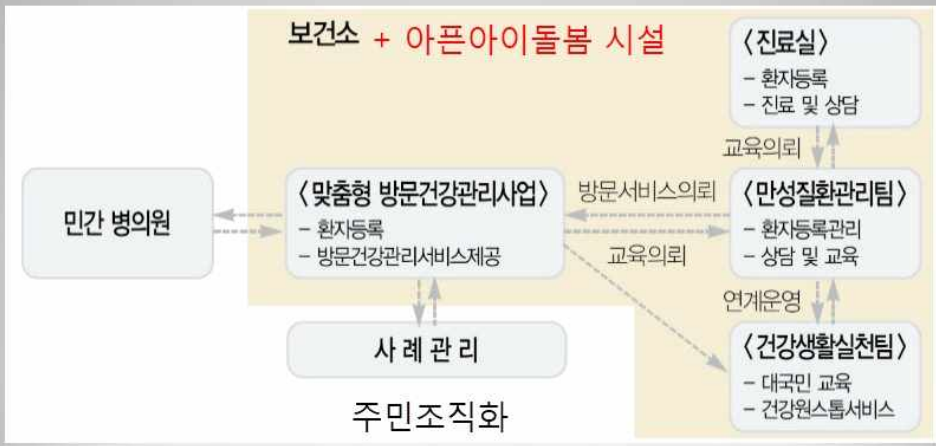 보건소 + 아픈아이돌봄 시설
〈진료실〉
- 환자등록
- 진료 및 상담
교육의뢰
민간 병의원
〈맞춤형 방문건강관리사업〉
- 환자등록
- 방문건강관리서비스제공
방문서비스의뢰
교육의뢰
〈만성질환관리팀〉
- 환자등록관리
- 상담 및 교육
연계운영
사례관리
〈건강생활실천팀〉
- 대국민 교육
- 건강원스톱서비스
주민조직화